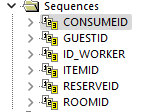 Sequences
CONSUMEID
GUESTID
ID_WORKER
ITEMID
RESERVEID
ROOMID